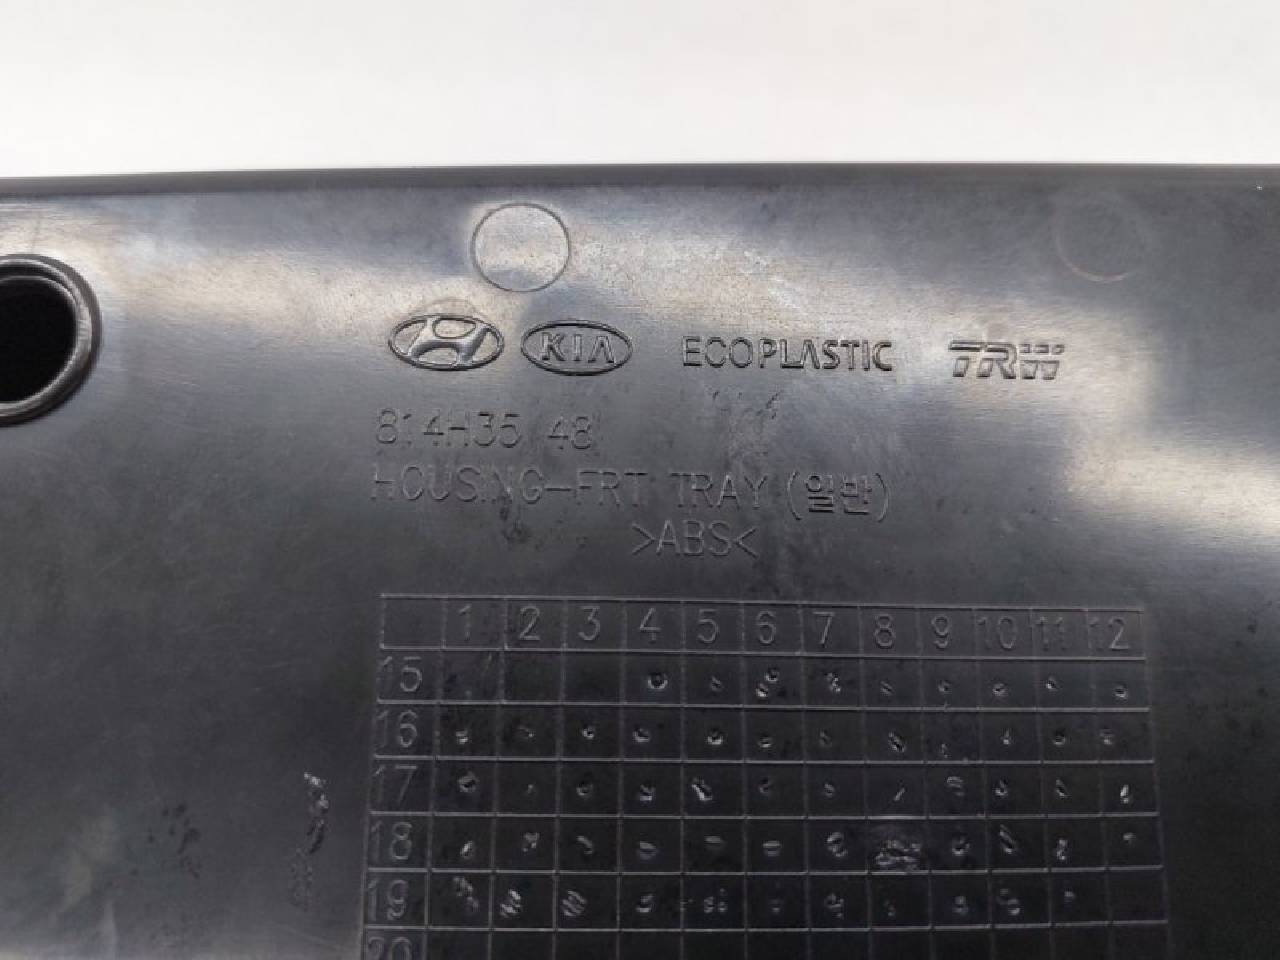 KIA ECOPLASTIC TRW
814H35 48
HOUSING-FRT TRAY (일반)
>ABS<
1 2 3 4 5 6 7 8 9 10 11 12
15
16
17
18
19
20